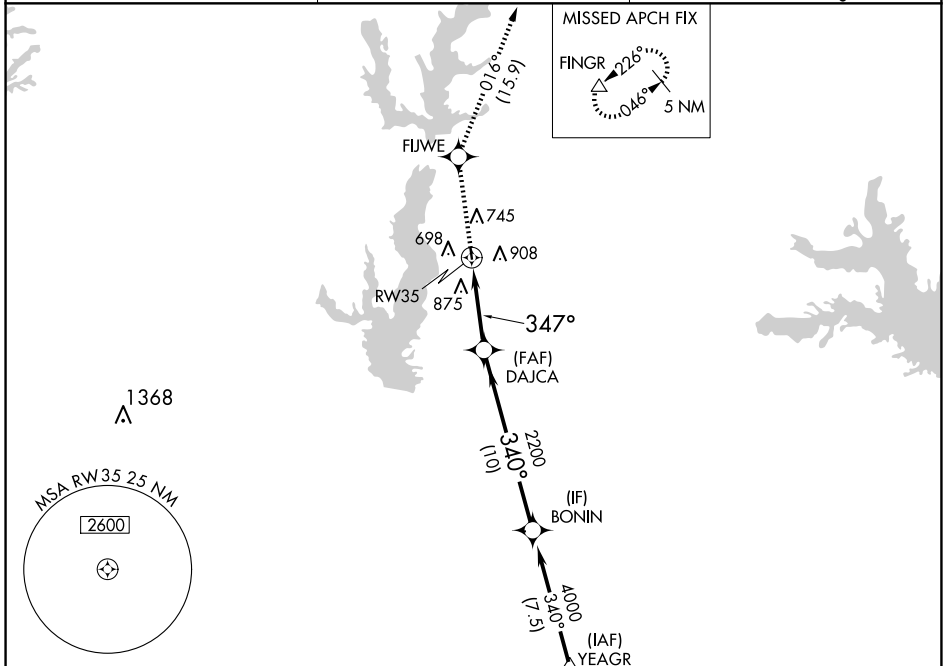 MISSED APCH FIX
FINGR
226°
046°
5 NM
016°
(15.9)
FIJWE
745
698
908
RW35
875
347°
(FAF)
DAJCA
1368
2200
340°
(10)
MSA RW35 25 NM
2600
(IF)
BONIN
4000
340°
(7.5)
(IAF)
YEAGR